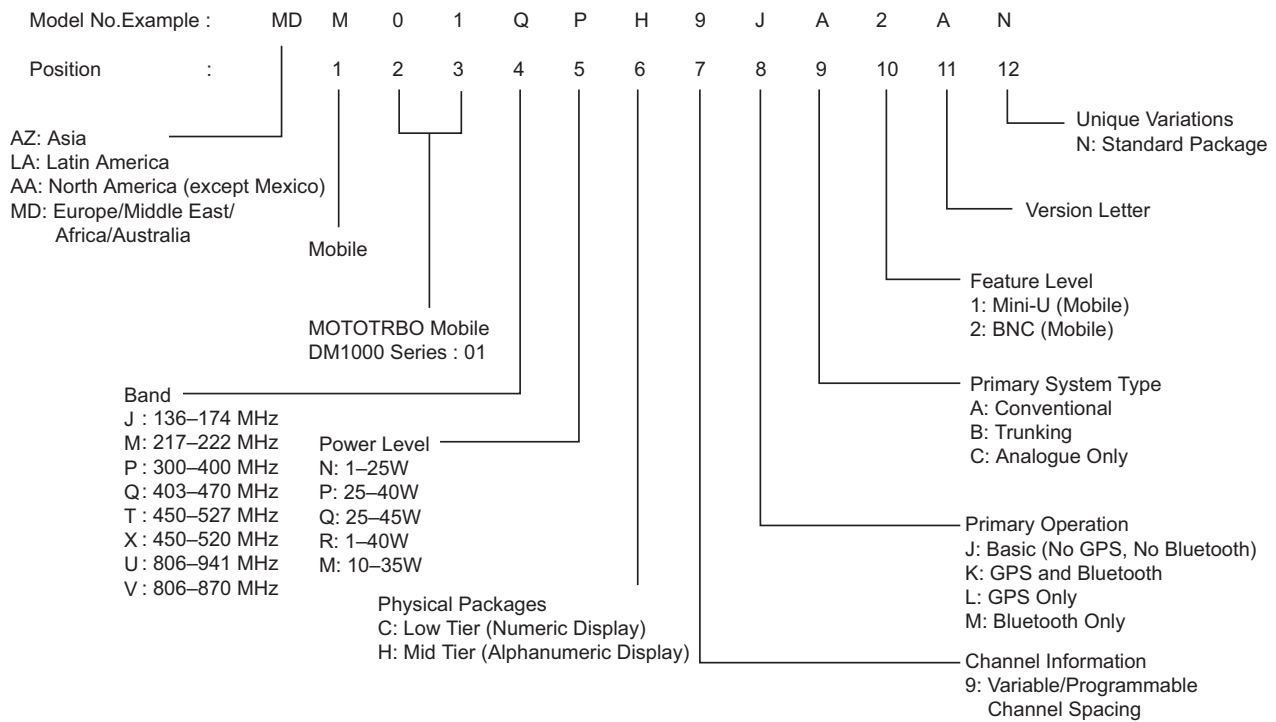 Model No.Example : MD M 0 1 Q P H 9 J A 2 A N
Position : 1 2 3 4 5 6 7 8 9 10 11 12
AZ: Asia
LA: Latin America
AA: North America (except Mexico)
MD: Europe/Middle East/
Africa/Australia
Mobile
MOTOTRBO Mobile
DM1000 Series : 01
Band
J : 136–174 MHz
M: 217–222 MHz
P : 300–400 MHz
Q : 403–470 MHz
T : 450–527 MHz
X : 450–520 MHz
U : 806–941 MHz
V : 806–870 MHz
Power Level
N: 1–25W
P: 25–40W
Q: 25–45W
R: 1–40W
M: 10–35W
Physical Packages
C: Low Tier (Numeric Display)
H: Mid Tier (Alphanumeric Display)
Unique Variations
N: Standard Package
Version Letter
Feature Level
1: Mini-U (Mobile)
2: BNC (Mobile)
Primary System Type
A: Conventional
B: Trunking
C: Analogue Only
Primary Operation
J: Basic (No GPS, No Bluetooth)
K: GPS and Bluetooth
L: GPS Only
M: Bluetooth Only
Channel Information
9: Variable/Programmable
Channel Spacing